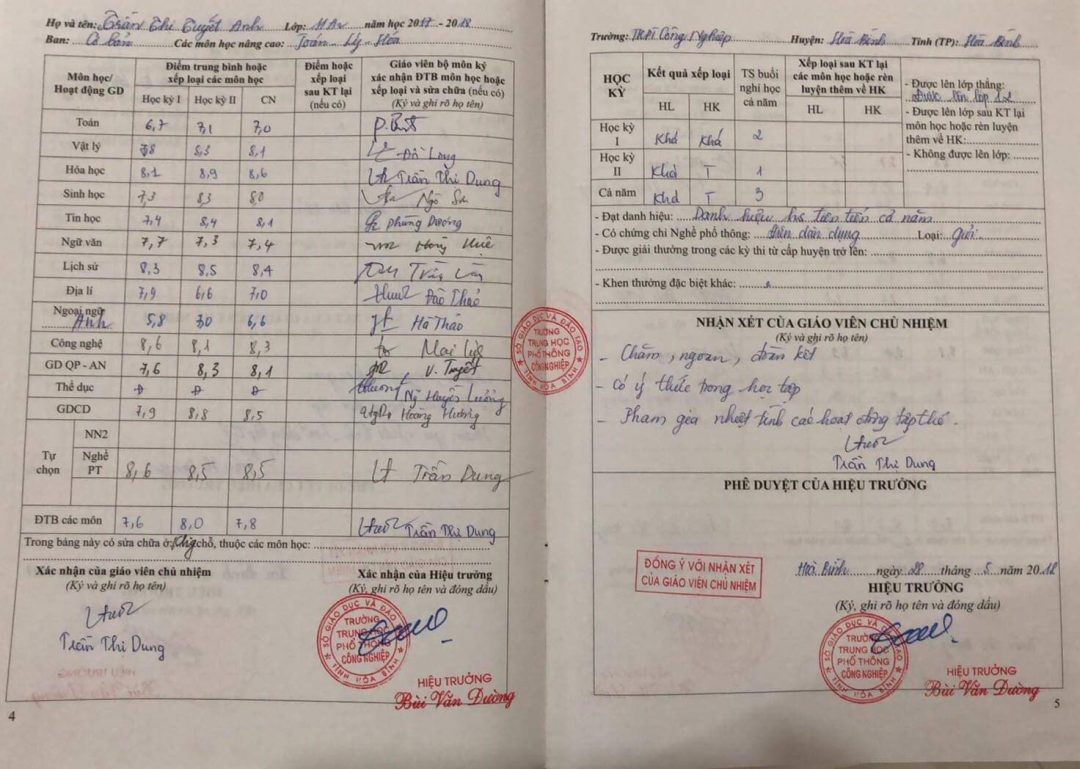 Họ và tên: Trần Thị Tuyết Anh Lớp: 11A năm học 2017 - 2018
Ban: Cơ bản Các môn học nâng cao: Toán - Lý - Hóa
Môn học/ Hoạt động GD
Điểm trung bình hoặc xếp loại các môn học
Học kỳ I Học kỳ II CN
Điểm hoặc xếp loại sau KT lại (nếu có)
Giáo viên bộ môn ký xác nhận ĐTB môn học hoặc xếp loại và sửa chữa (nếu có)
(Ký và ghi rõ họ tên)
Toán 6,7 7,1 7,0
Vật lý 7,8 8,3 8,1 Đỗ Long
Hóa học 8,1 8,9 8,6 Trần Thị Dung
Sinh học 7,3 8,3 8,0 Ngô
Tin học 7,4 8,4 8,1 Phùng Dương
Ngữ văn 7,7 7,3 7,4 Hồng Huệ
Lịch sử 8,3 8,5 8,4 Trần
Địa lí 7,9 6,6 7,0 Đào Thảo
Ngoại ngữ Anh 5,8 7,0 6,6 Hà Thảo
Công nghệ 8,6 8,1 8,3 Mai
GD QP - AN 7,6 8,3 8,1 V. Tuyết
Thể dục Đ Đ Đ
GDCD 7,9 8,8 8,5 Hoàng Hương
Tự chọn
NN2
Nghề PT 8,6 8,5 8,5 Trần Dung
ĐTB các môn 7,6 8,0 7,8 Trần Thị Dung
Trong bảng này có sửa chữa ở chỗ, thuộc các môn học:
Xác nhận của giáo viên chủ nhiệm
(Ký và ghi rõ họ tên)
Trần Thị Dung
Xác nhận của Hiệu trưởng
(Ký và ghi rõ họ tên và đóng dấu)
SỞ GIÁO DỤC VÀ ĐÀO TẠO
TRƯỜNG
TRUNG HỌC
PHỔ THÔNG
CÔNG NGHIỆP
TỈNH HÒA BÌNH
HIỆU TRƯỞNG
Bùi Văn Dường
4
SỞ GIÁO DỤC VÀ ĐÀO TẠO
TRƯỜNG
TRUNG HỌC
PHỔ THÔNG
CÔNG NGHIỆP
TỈNH HÒA BÌNH
Trường: THPT Công Nghiệp Huyện: Hoà Bình Tỉnh (TP): Hòa Bình
HỌC KỲ
Kết quả xếp loại
HL HK
TS buổi nghỉ học cả năm
Xếp loại sau KT lại các môn học hoặc rèn luyện thêm về HK
HL HK
Học kỳ I Khá Khá 2
Học kỳ II Khá T 1
Cả năm Khá T 3
- Được lên lớp thẳng:
Được lên lớp 12
- Được lên lớp sau KT lại
môn học hoặc rèn luyện
thêm về HK:
- Không được lên lớp:
- Đạt danh hiệu: Danh hiệu hs tiên tiến cả năm
- Có chứng chỉ Nghề phổ thông: Điện dân dụng Loại: Giỏi
- Được giải thưởng trong các kỳ thi từ cấp huyện trở lên:
- Khen thưởng đặc biệt khác:
NHẬN XÉT CỦA GIÁO VIÊN CHỦ NHIỆM
(Ký và ghi rõ họ tên)
- Chăm, ngoan, đoàn kết
- Có ý thức trong học tập
- Tham gia nhiệt tình các hoạt động tập thể.
Trần Thị Dung
PHÊ DUYỆT CỦA HIỆU TRƯỞNG
ĐỒNG Ý VỚI NHẬN XÉT
CỦA GIÁO VIÊN CHỦ NHIỆM
Hoà Bình ngày 28 tháng 5 năm 2018
HIỆU TRƯỞNG
(Ký, ghi rõ họ tên và đóng dấu)
SỞ GIÁO DỤC VÀ ĐÀO TẠO
TRƯỜNG
TRUNG HỌC
PHỔ THÔNG
CÔNG NGHIỆP
TỈNH HÒA BÌNH
HIỆU TRƯỞNG
Bùi Văn Dường
5